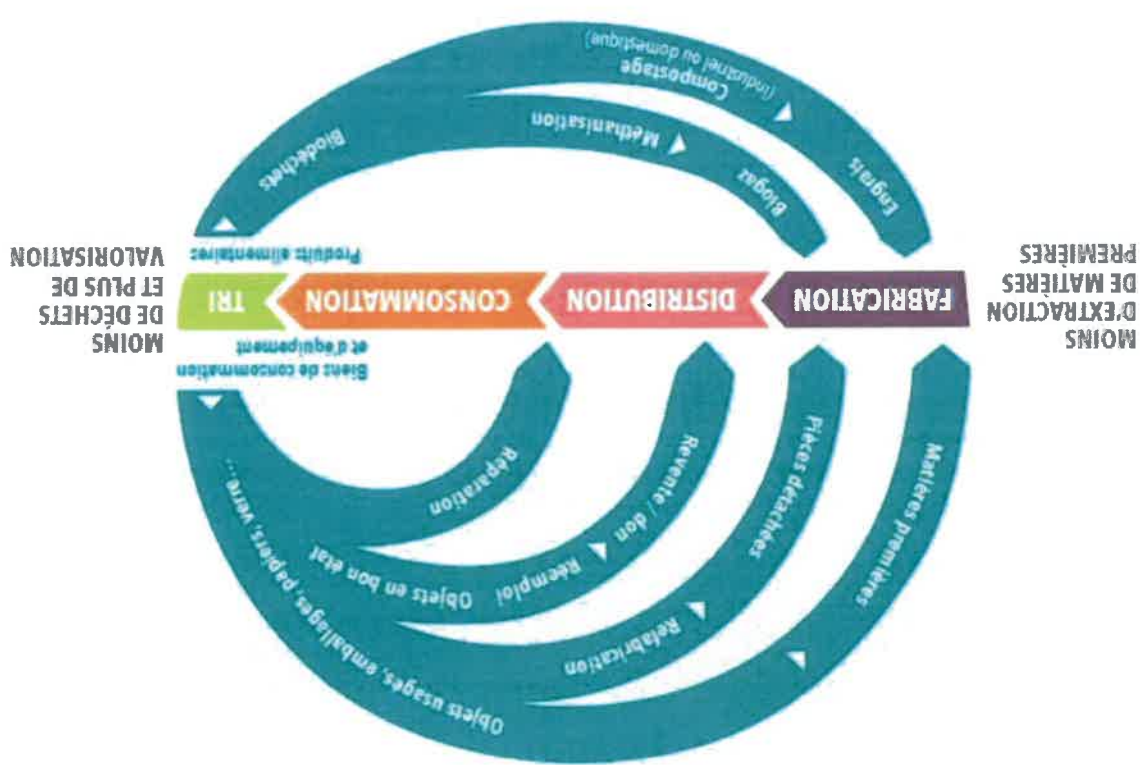 Objets usagés, emballages, papiers, verre...
Matières premières
Refabrication
Pièces détachées
Réemploi Objets en bon état
Revente / don
Réparation
Biens de consommation
et d'équipement
MOINS
D'EXTRACTION
DE MATIÈRES
PREMIÈRES
FABRICATION
DISTRIBUTION
CONSOMMATION
TRI
MOINS
DE DÉCHETS
ET PLUS DE
VALORISATION
Produits alimentaires
Biogaz
Méthanisation
Biodéchets
Engrais
Compostage
(industriel ou domestique)